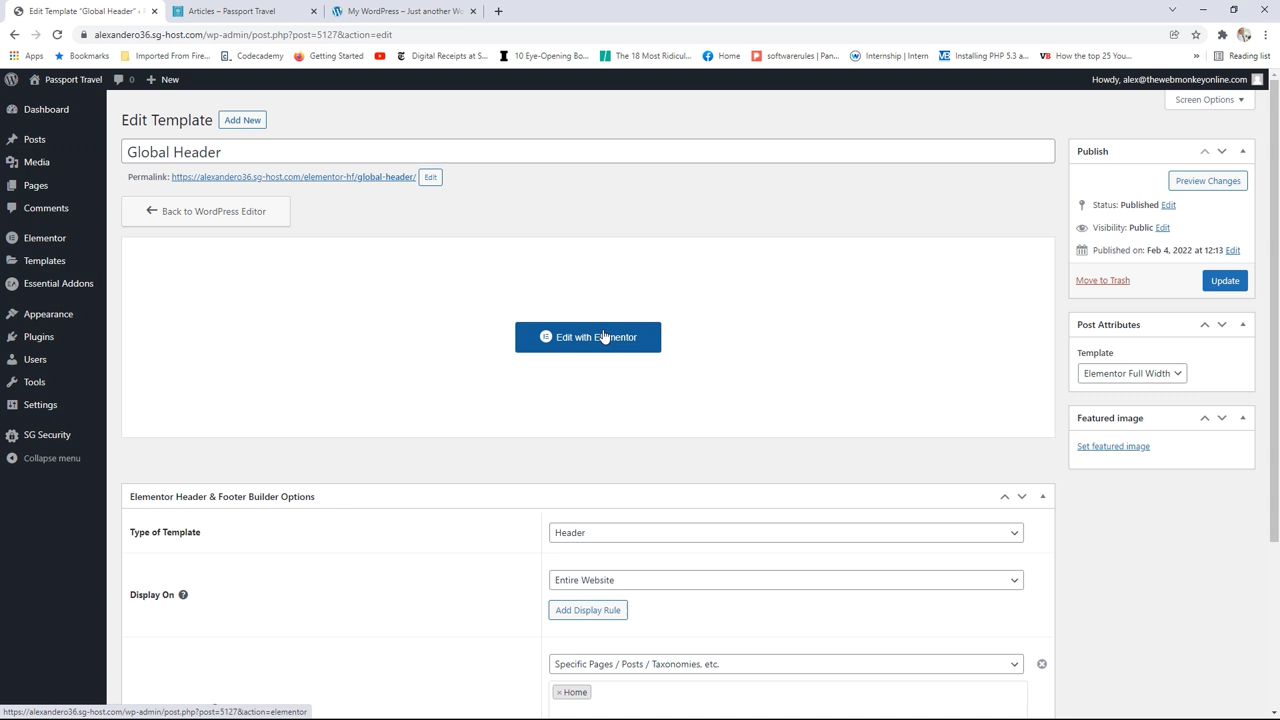 Edit Template "Global Header" ‹
Articles – Passport Travel
My WordPress – Just another Wo
alexandero36.sg-host.com/wp-admin/post.php?post=5127&action=edit
Apps
Bookmarks
Imported From Firef...
Codecademy
Getting Started
Digital Receipts at S...
10 Eye-Opening Bo...
The 18 Most Ridicul...
Home
softwarerules | Pan...
Internship | Intern
Installing PHP 5.3 a...
How the top 25 You...
»
Reading list
Passport Travel
0
New
Howdy, alex@thewebmonkeyonline.com
Screen Options
Dashboard
Posts
Media
Pages
Comments
Elementor
Templates
Essential Addons
Appearance
Plugins
Users
Tools
Settings
SG Security
Collapse menu
Edit Template
Add New
Global Header
Permalink: https://alexandero36.sg-host.com/elementor-hf/global-header/ Edit
Back to WordPress Editor
Edit with Elementor
Elementor Header & Footer Builder Options
Type of Template
Header
Display On
Entire Website
Add Display Rule
Specific Pages / Posts / Taxonomies, etc.
× Home
Publish
Preview Changes
Status: Published Edit
Visibility: Public Edit
Published on: Feb 4, 2022 at 12:13 Edit
Move to Trash
Update
Post Attributes
Template
Elementor Full Width
Featured image
Set featured image
https://alexandero36.sg-host.com/wp-admin/post.php?post=5127&action=elementor